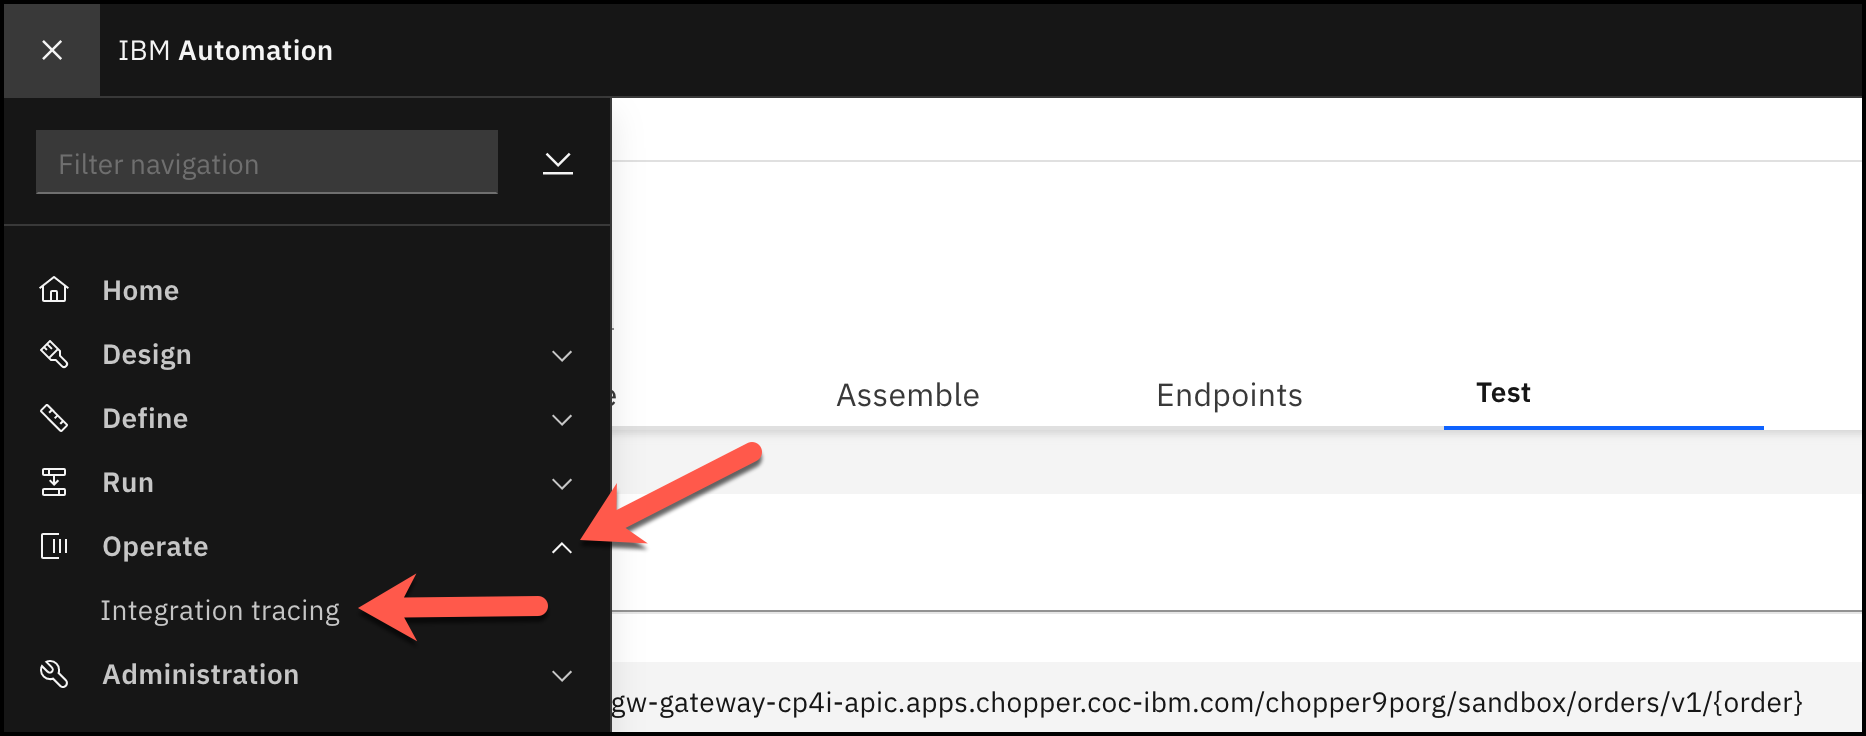 IBM Automation
Filter navigation
Home
Design
Define
Assemble Endpoints Test
Run
Operate
Integration tracing
Administration
gw-gateway-cp4i-apic.apps.chopper.coc-ibm.com/chopper9porg/sandbox/orders/v1/{order}